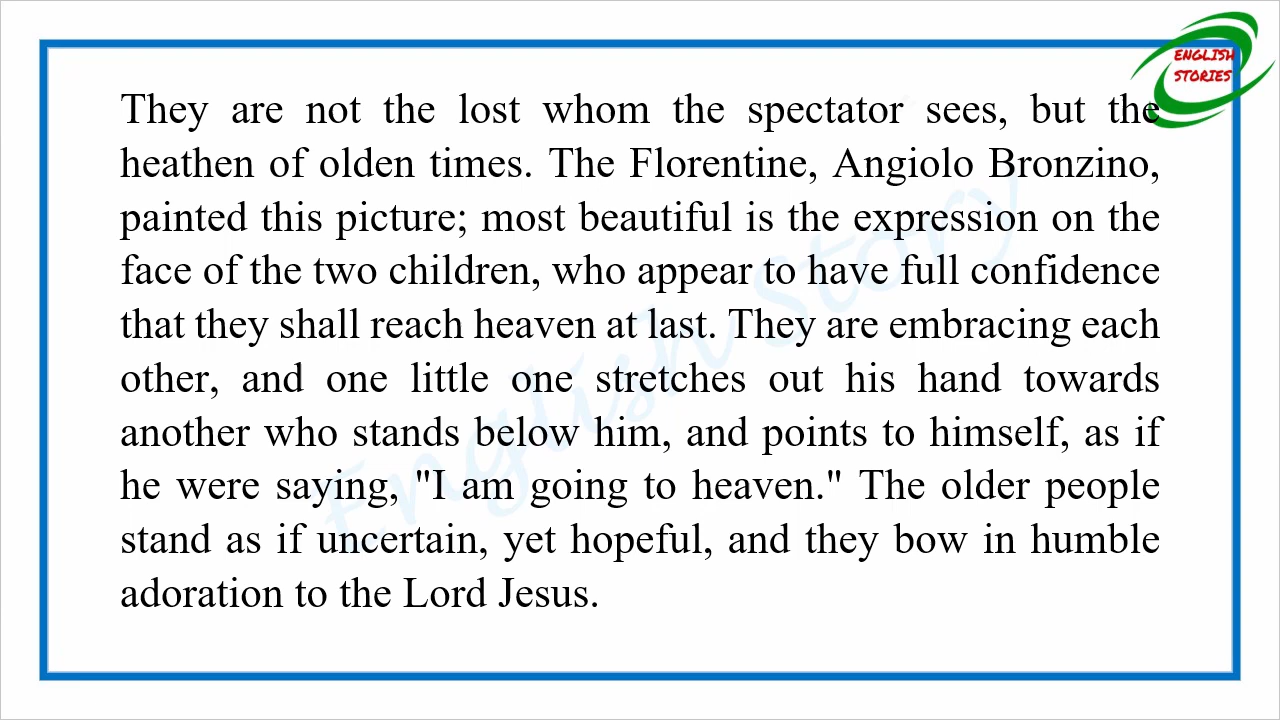 ENGLISH
STORIES
They are not the lost whom the spectator sees, but the
heathen of olden times. The Florentine, Angiolo Bronzino,
painted this picture; most beautiful is the expression on the
face of the two children, who appear to have full confidence
that they shall reach heaven at last. They are embracing each
other, and one little one stretches out his hand towards
another who stands below him, and points to himself, as if
he were saying, "I am going to heaven." The older people
stand as if uncertain, yet hopeful, and they bow in humble
adoration to the Lord Jesus.
English Story